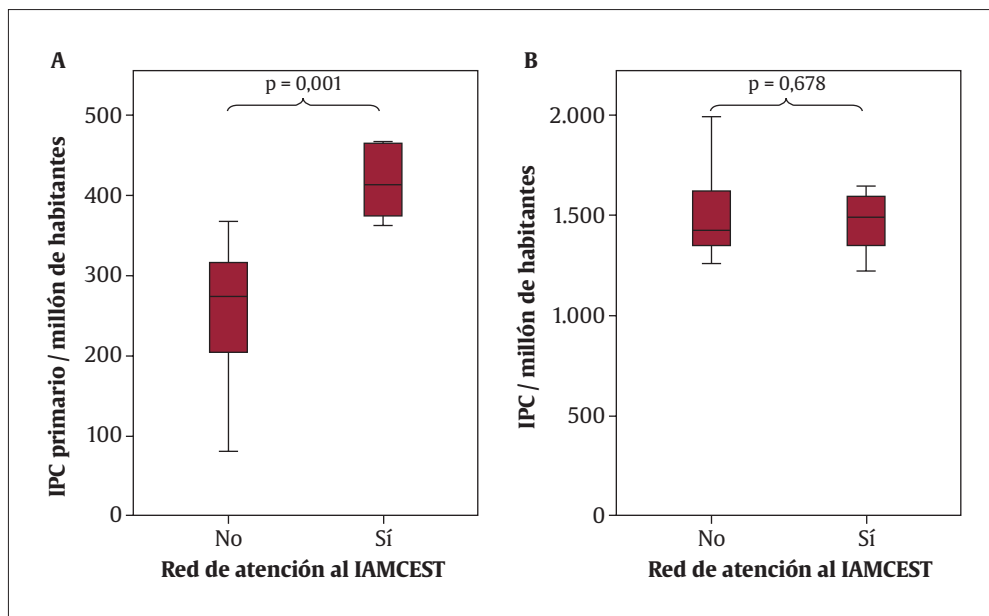 A
p = 0,001
IPC primario / millón de habitantes
500
400
300
200
100
0
No
Sí
Red de atención al IAMCEST
B
p = 0,678
IPC / millón de habitantes
2.000
1.500
1.000
500
0
No
Sí
Red de atención al IAMCEST